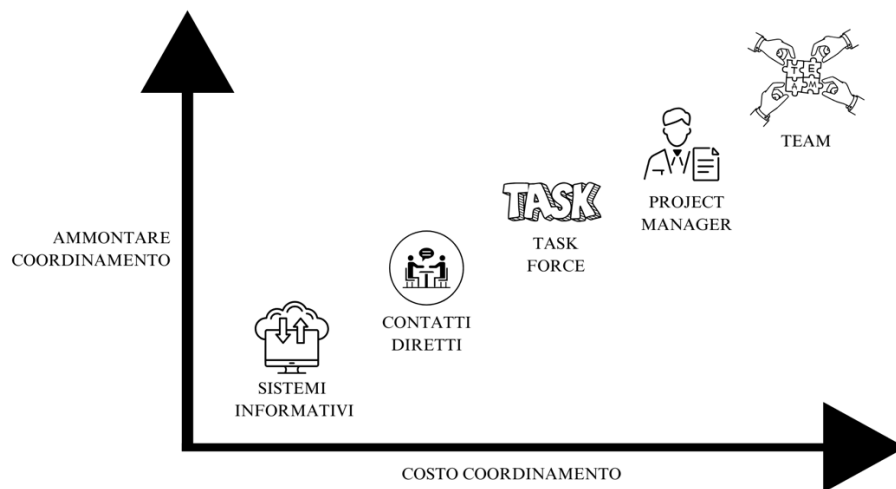 T E
A M
TEAM
PROJECT
MANAGER
TASK
TASK
FORCE
AMMONTARE
COORDINAMENTO
CONTATTI
DIRETTI
SISTEMI
INFORMATIVI
COSTO COORDINAMENTO